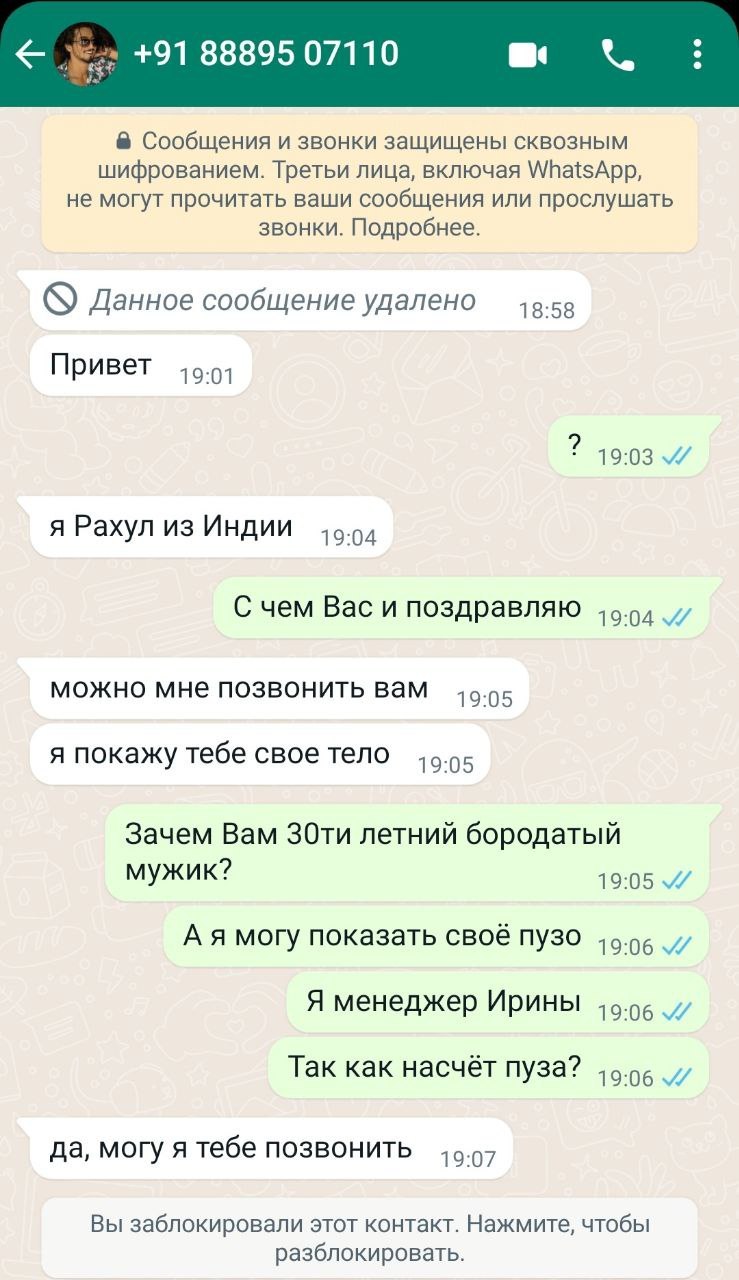 +91 88895 07110
Сообщения и звонки защищены сквозным
шифрованием. Третьи лица, включая WhatsApp,
не могут прочитать ваши сообщения или прослушать
звонки. Подробнее.
Данное сообщение удалено 18:58
Привет 19:01
? 19:03
я Рахул из Индии 19:04
С чем Вас и поздравляю 19:04
можно мне позвонить вам 19:05
я покажу тебе свое тело 19:05
Зачем Вам 30ти летний бородатый
мужик? 19:05
А я могу показать своё пузо 19:06
Я менеджер Ирины 19:06
Так как насчёт пуза? 19:06
да, могу я тебе позвонить 19:07
Вы заблокировали этот контакт. Нажмите, чтобы
разблокировать.